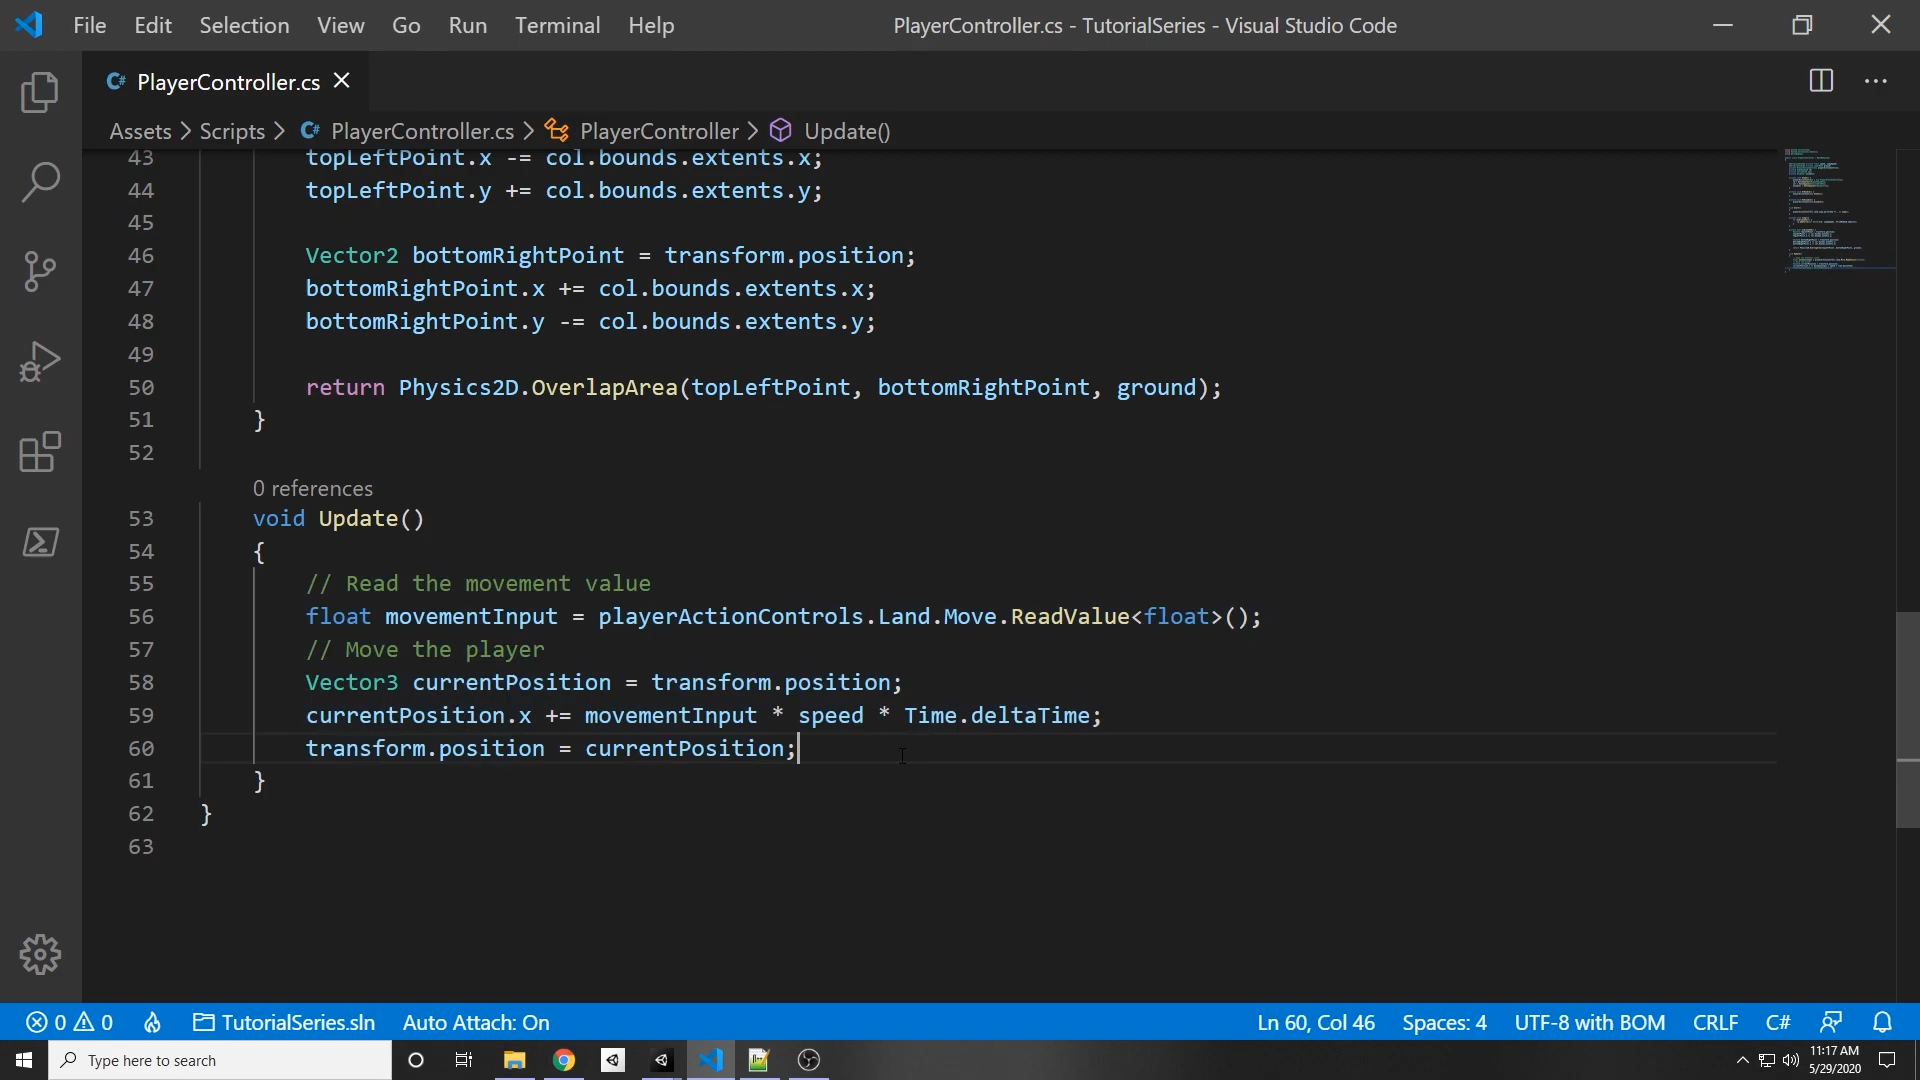 File Edit Selection View Go Run Terminal Help PlayerController.cs - TutorialSeries - Visual Studio Code
PlayerController.cs
Assets > Scripts > PlayerController.cs > PlayerController > Update()
43 topLeftPoint.x -= col.bounds.extents.x;
44 topLeftPoint.y += col.bounds.extents.y;
45
46 Vector2 bottomRightPoint = transform.position;
47 bottomRightPoint.x += col.bounds.extents.x;
48 bottomRightPoint.y -= col.bounds.extents.y;
49
50 return Physics2D.OverlapArea(topLeftPoint, bottomRightPoint, ground);
51 }
52
0 references
53 void Update()
54 {
55 // Read the movement value
56 float movementInput = playerActionControls.Land.Move.ReadValue<float>();
57 // Move the player
58 Vector3 currentPosition = transform.position;
59 currentPosition.x += movementInput * speed * Time.deltaTime;
60 transform.position = currentPosition;
61 }
62 }
63
0 0 TutorialSeries.sln Auto Attach: On Ln 60, Col 46 Spaces: 4 UTF-8 with BOM CRLF C#
Type here to search 11:17 AM
5/29/2020